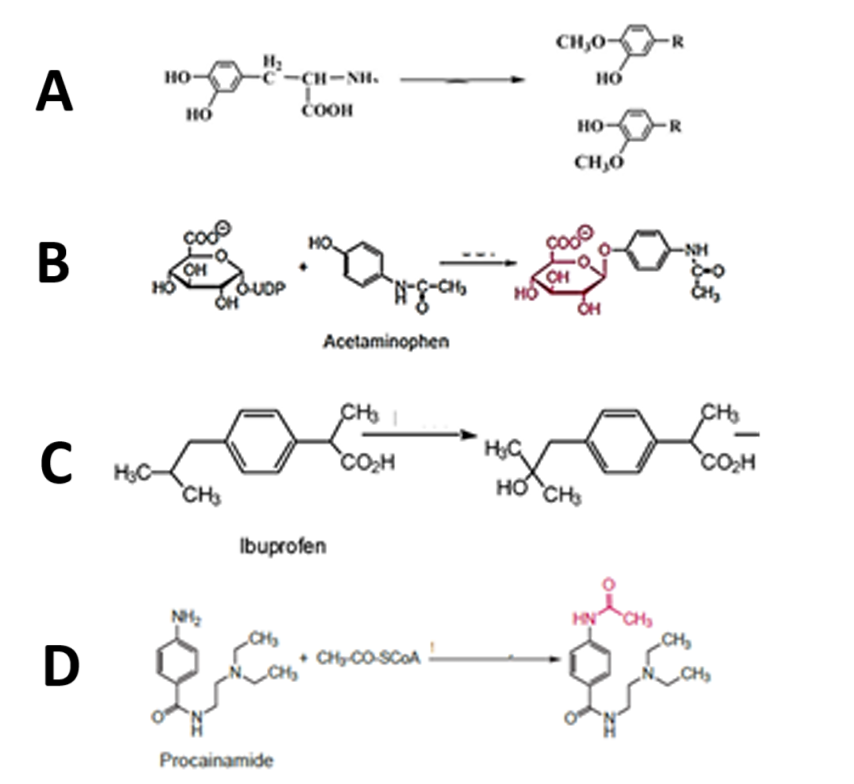 A
HO
HO
H₂
C
CH
NH
COOH
CH₃O
R
HO
HO
R
CH₃O
B
COO⊖
O
OH
HO
OH
O-UDP
+
HO
N
H
C
O
CH₃
COO⊖
O
O
OH
HO
OH
NH
C
O
CH₃
Acetaminophen
C
CH₃
CO₂H
H₃C
CH₃
CH₃
CO₂H
H₃C
HO
CH₃
Ibuprofen
D
NH₂
CH₃
N
CH₃
O
N
H
+ CH₃-CO-SCoA
O
HN
CH₃
CH₃
N
CH₃
O
N
H
Procainamide